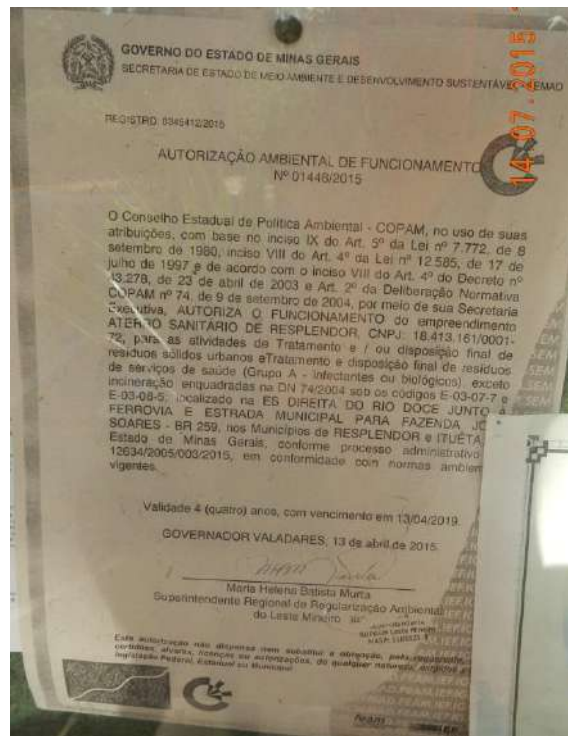 GOVERNO DO ESTADO DE MINAS GERAIS
SECRETARIA DE ESTADO DE MEIO AMBIENTE E DESENVOLVIMENTO SUSTENTÁVEL SEMAD
14.07.2015
REGISTRO: 0345412/2015
AUTORIZAÇÃO AMBIENTAL DE FUNCIONAMENTO
Nº 01448/2015
O Conselho Estadual de Política Ambiental - COPAM, no uso de suas
atribuições, com base no inciso IX do Art. 5º da Lei nº 7.772, de 8
setembro de 1980, inciso VIII do Art. 4º da Lei nº 12.585, de 17 de
julho de 1997 e de acordo com o inciso VIII do Art. 4º do Decreto nº
43.278, de 23 de abril de 2003 e Art. 2º da Deliberação Normativa
COPAM nº 74, de 9 de setembro de 2004, por meio de sua Secretaria
Executiva, AUTORIZA O FUNCIONAMENTO do empreendimento
ATERRO SANITÁRIO DE RESPLENDOR, CNPJ: 18.413.161/0001-
72, para as atividades de Tratamento e / ou disposição final de
resíduos sólidos urbanos eTratamento e disposição final de resíduos
de serviços de saúde (Grupo A - infectantes ou biológicos), exceto
incineração enquadradas na DN 74/2004 sob os códigos E-03-07-7 e
E-03-08-5, localizado na ES DIREITA DO RIO DOCE JUNTO À
FERROVIA E ESTRADA MUNICIPAL PARA FAZENDA
SOARES - BR 259, nos Municípios de RESPLENDOR e ITUÊTA
Estado de Minas Gerais, conforme processo administrativo
12634/2005/003/2015, em conformidade com normas
vigentes.
Validade 4 (quatro) anos, com vencimento em 13/04/2019.
GOVERNADOR VALADARES, 13 de abril de 2015.
Maria Helena Batista Murta
Superintendente Regional de Regularização Ambiental
do Leste Mineiro
Esta autorização não dispensa nem substitui a obtenção, pelo requerente,
certidões, alvarás, licenças ou autorizações, de qualquer natureza,
legislação Federal, Estadual ou Municipal
feam